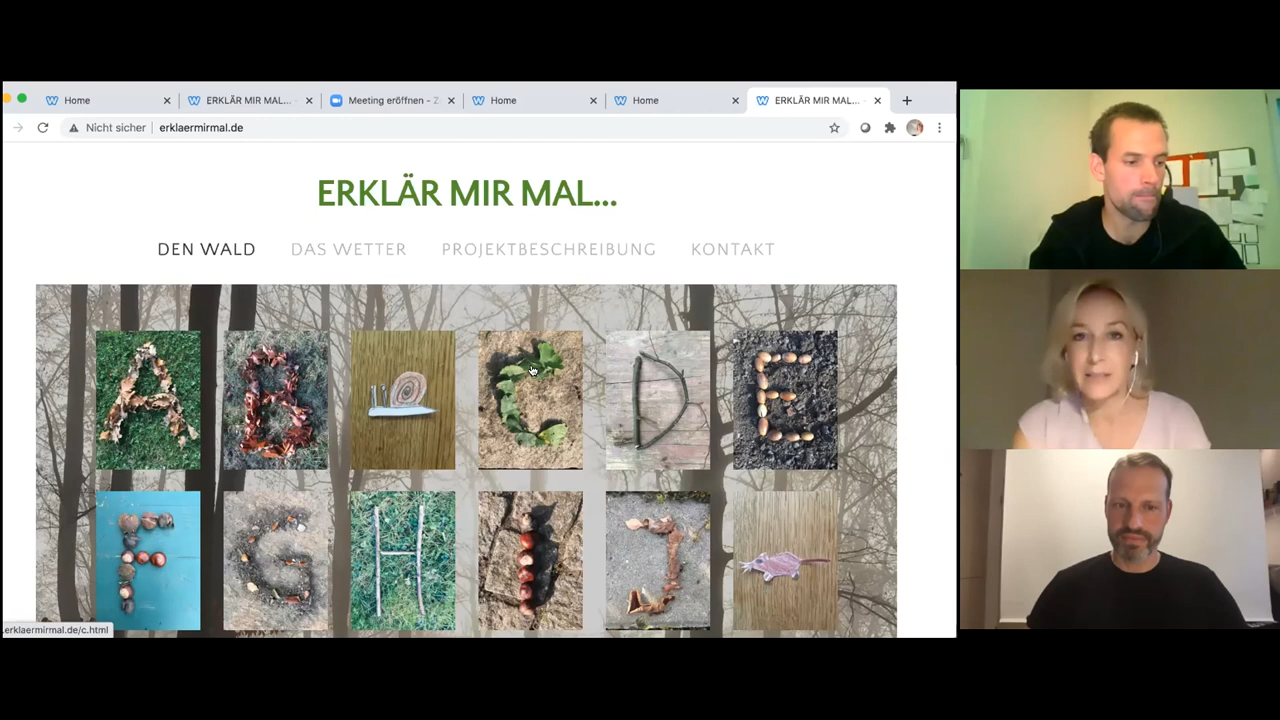 Home
ERKLÄR MIR MAL...
Meeting eröffnen - Z
Home
Home
ERKLÄR MIR MAL...
Nicht sicher
erklaermirmal.de
ERKLÄR MIR MAL...
DEN WALD
DAS WETTER
PROJEKTBESCHREIBUNG
KONTAKT
A B C D E
F G H I J
.erklaermirmal.de/c.html